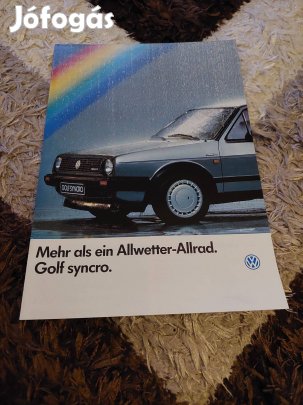 Jófogás
GOLF SYNCRO
Mehr als ein Allwetter-Allrad.
Golf syncro.